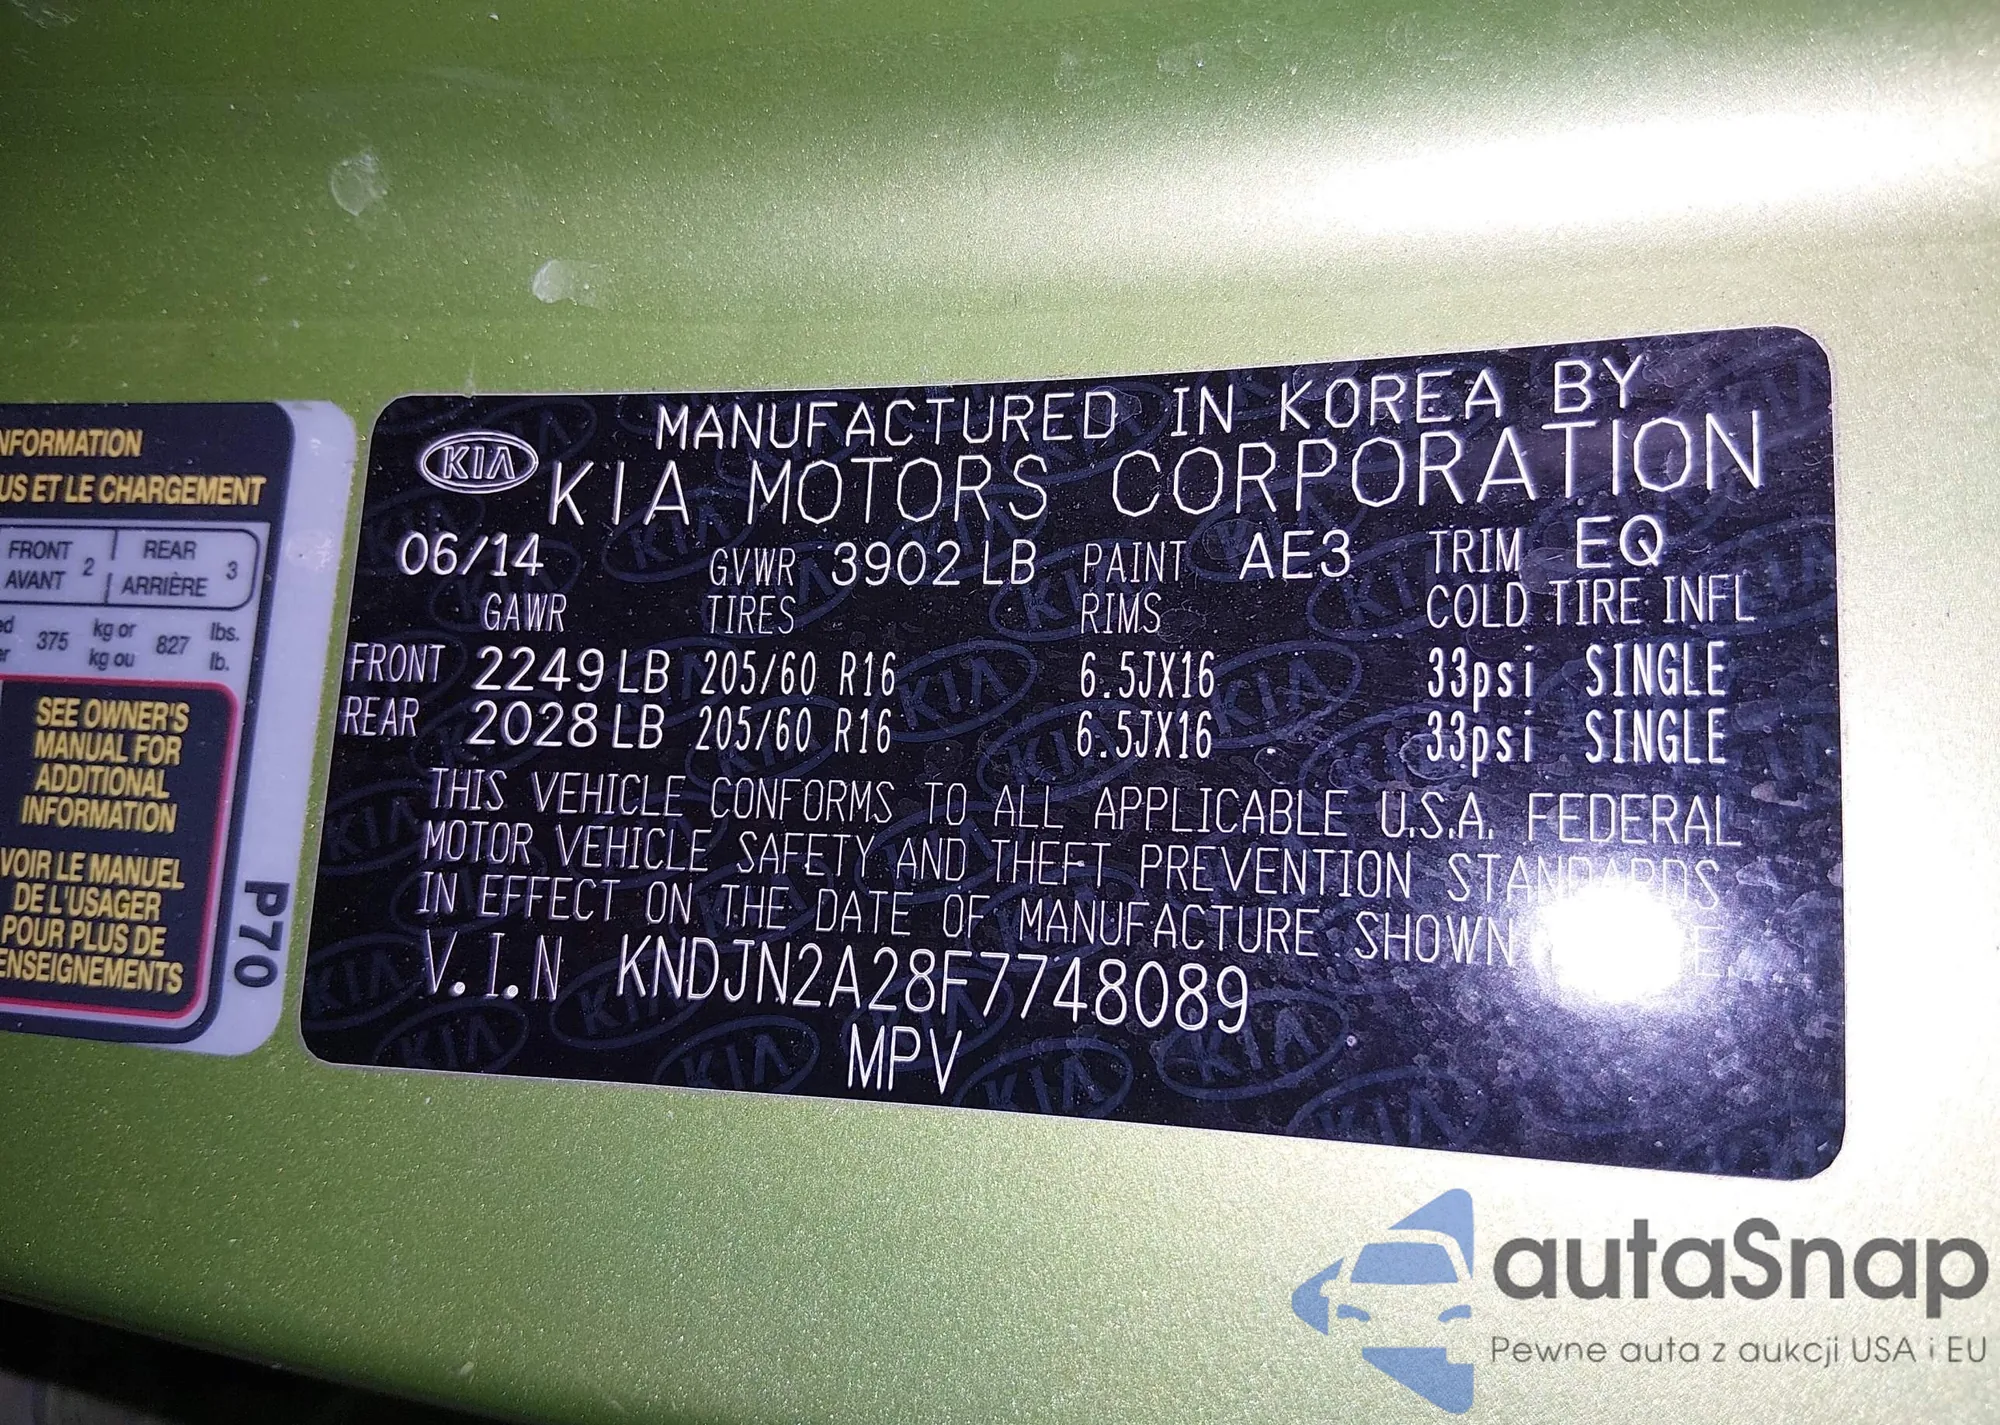 NFORMATION
US ET LE CHARGEMENT
FRONT 2 REAR 3
AVANT ARRIÈRE
375 kg or 827 lbs.
kg ou lb.
SEE OWNER'S
MANUAL FOR
ADDITIONAL
INFORMATION
VOIR LE MANUEL
DE L'USAGER
POUR PLUS DE
ENSEIGNEMENTS
P70
KIA
MANUFACTURED IN KOREA BY
KIA MOTORS CORPORATION
06/14 GVWR 3902 LB PAINT AE3 TRIM EQ
GAWR TIRES RIMS COLD TIRE INFL
FRONT 2249 LB 205/60 R16 6.5JX16 33psi SINGLE
REAR 2028 LB 205/60 R16 6.5JX16 33psi SINGLE
THIS VEHICLE CONFORMS TO ALL APPLICABLE U.S.A. FEDERAL
MOTOR VEHICLE SAFETY AND THEFT PREVENTION STANDARDS
IN EFFECT ON THE DATE OF MANUFACTURE SHOWN
V.I.N KNDJN2A28F7748089
MPV
autaSnap
Pewne auta z aukcji USA i EU